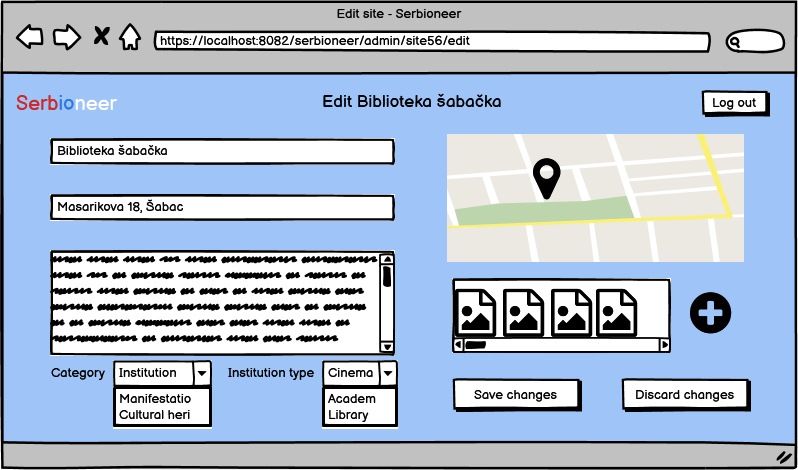 Edit site - Serbioneer
https://localhost:8082/serbioneer/admin/site56/edit
Serbioneer
Edit Biblioteka šabačka
Log out
Biblioteka šabačka
Masarikova 18, Šabac
Category
Institution
Institution type
Cinema
Manifestatio
Cultural heri
Academ
Library
Save changes
Discard changes